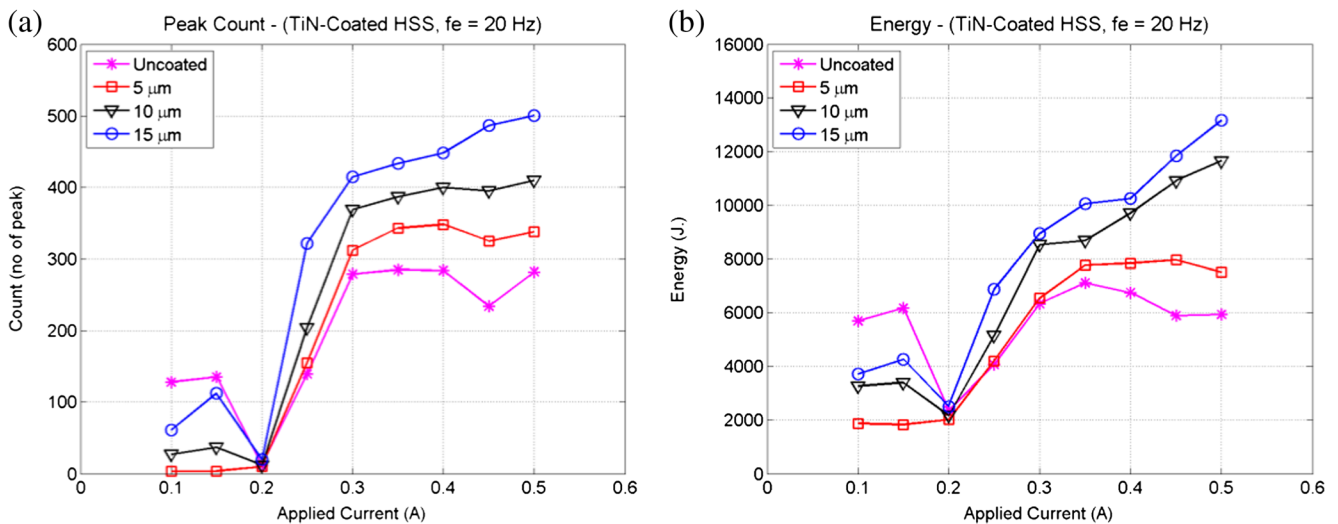 (a)
Peak Count - (TiN-Coated HSS, fe = 20 Hz)
600
500
400
300
200
100
0
Count (no of peak)
Uncoated
5 μm
10 μm
15 μm
0
0.1
0.2
0.3
0.4
0.5
0.6
Applied Current (A)
(b)
Energy - (TiN-Coated HSS, fe = 20 Hz)
16000
14000
12000
10000
8000
6000
4000
2000
0
Energy (J.)
Uncoated
5 μm
10 μm
15 μm
0
0.1
0.2
0.3
0.4
0.5
0.6
Applied Current (A)